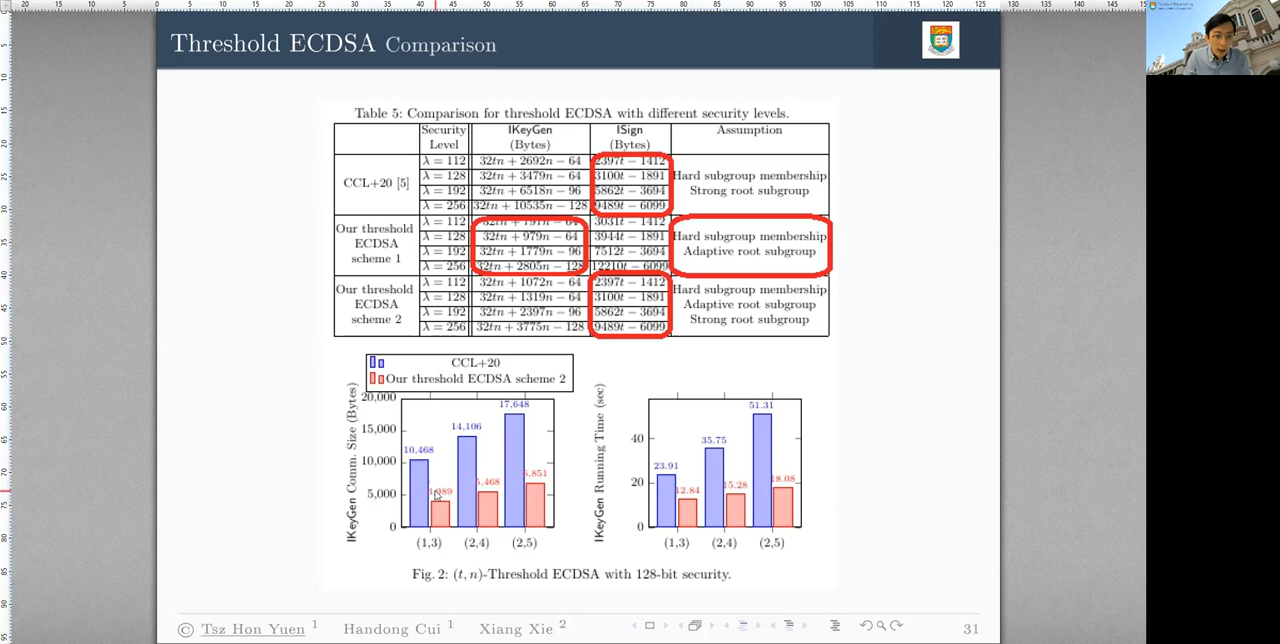 Threshold ECDSA Comparison
Table 5: Comparison for threshold ECDSA with different security levels.
Security Level IKeyGen (Bytes) ISign (Bytes) Assumption
CCL+20 [5]
λ = 112 32tn + 2692n − 64 2397t − 1412
λ = 128 32tn + 3479n − 64 3100t − 1891
λ = 192 32tn + 6518n − 96 5862t − 3694
λ = 256 32tn + 10535n − 128 9489t − 6099
Hard subgroup membership
Strong root subgroup
Our threshold ECDSA scheme 1
λ = 112 32tn + 797n − 64 3031t − 1412
λ = 128 32tn + 979n − 64 3944t − 1891
λ = 192 32tn + 1779n − 96 7512t − 3694
λ = 256 32tn + 2805n − 128 12210t − 6099
Hard subgroup membership
Adaptive root subgroup
Our threshold ECDSA scheme 2
λ = 112 32tn + 1072n − 64 2397t − 1412
λ = 128 32tn + 1319n − 64 3100t − 1891
λ = 192 32tn + 2397n − 96 5862t − 3694
λ = 256 32tn + 3775n − 128 9489t − 6099
Hard subgroup membership
Adaptive root subgroup
Strong root subgroup
CCL+20
Our threshold ECDSA scheme 2
IKeyGen Comm. Size (Bytes)
20,000
15,000
10,000
5,000
0
10,468
14,106
17,648
5,468
6,851
(1,3) (2,4) (2,5)
IKeyGen Running Time (sec)
40
20
0
23.91
35.75
51.31
12.84
15.28
18.08
(1,3) (2,4) (2,5)
Fig. 2: (t, n)-Threshold ECDSA with 128-bit security.
© Tsz Hon Yuen 1 Handong Cui 1 Xiang Xie 2
31